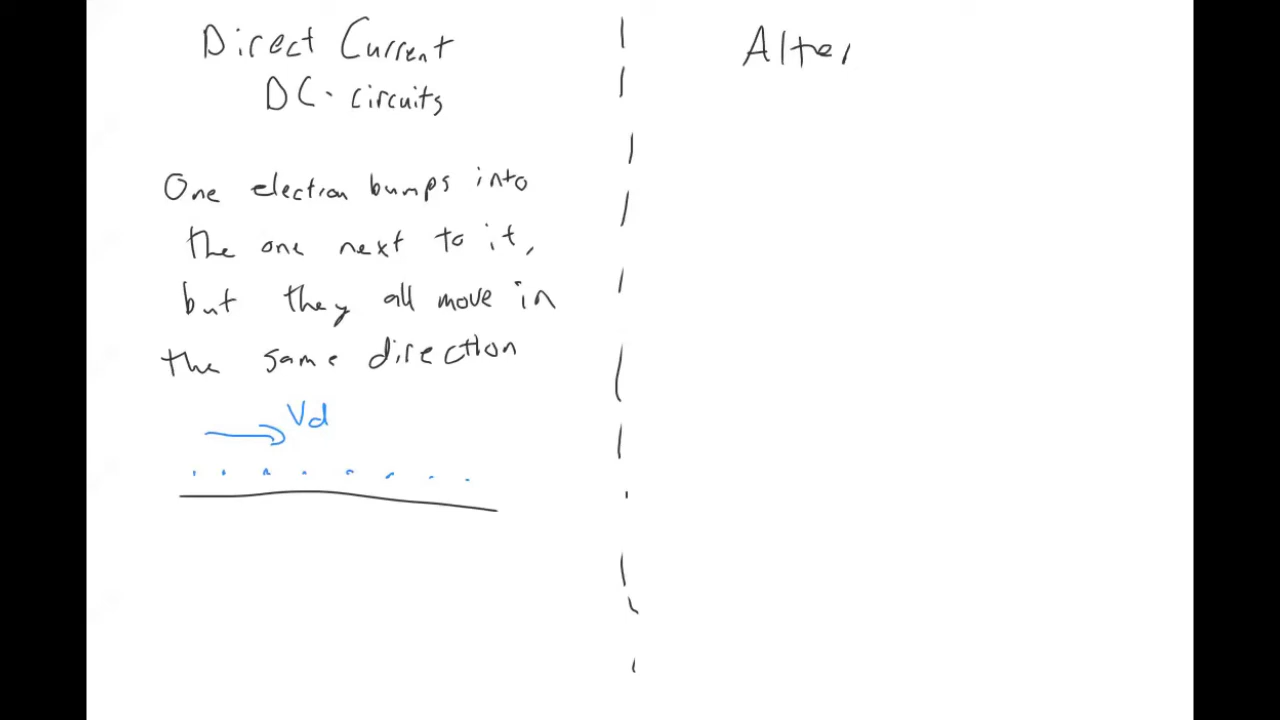 Direct Current
DC- circuits
One electron bumps into
the one next to it,
but they all move in
the same direction
Vd
Alter